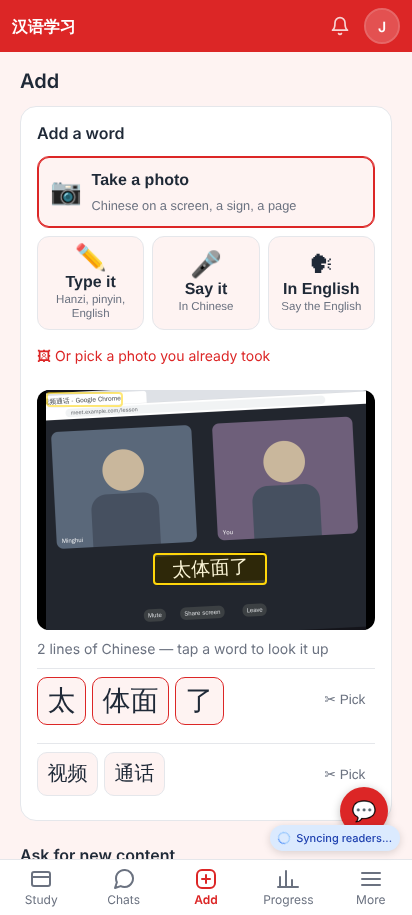 汉语学习
J
Add
Add a word
Take a photo
Chinese on a screen, a sign, a page
Type it
Hanzi, pinyin, English
Say it
In Chinese
In English
Say the English
Or pick a photo you already took
视频通话 - Google Chrome
meet.example.com/lesson
Minghui
You
太体面了
Mute
Share screen
Leave
2 lines of Chinese — tap a word to look it up
太 体面 了
✂ Pick
视频 通话
✂ Pick
Syncing readers...
Ask for new content
Study
Chats
Add
Progress
More